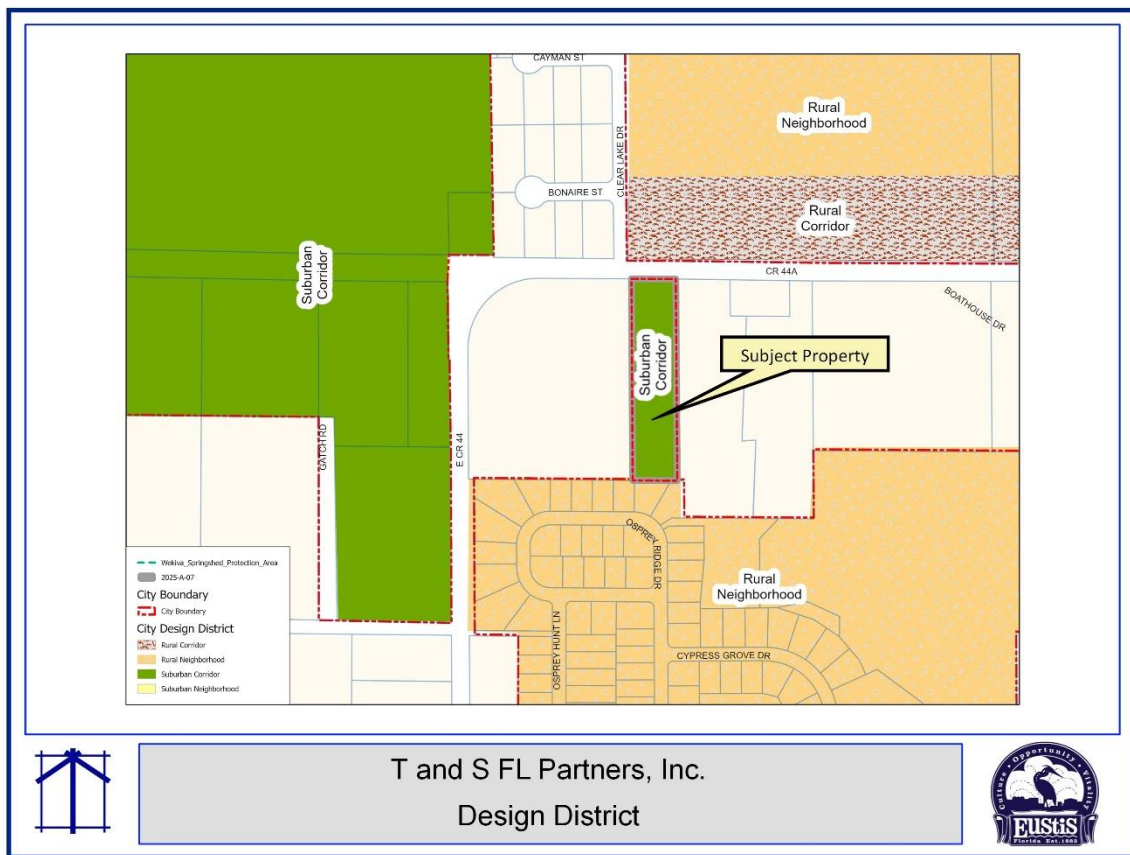 CAYMAN ST
CLEAR LAKE DR
BONAIRE ST
Rural
Neighborhood
Rural
Corridor
Suburban
Corridor
CR 44A
BOATHOUSE DR
Suburban
Corridor
Subject Property
GATCH RD
E CR 44
OSPREY RIDGE DR
Rural
Neighborhood
OSPREY HUNT LN
CYPRESS GROVE DR
Wekiva_Springshed_Protection_Area
2025-A-07
City Boundary
City Boundary
City Design District
Rural Corridor
Rural Neighborhood
Suburban Corridor
Suburban Neighborhood
T and S FL Partners, Inc.
Design District
Culture • Opportunity • Vitality
EUSTIS
Florida Est. 1883